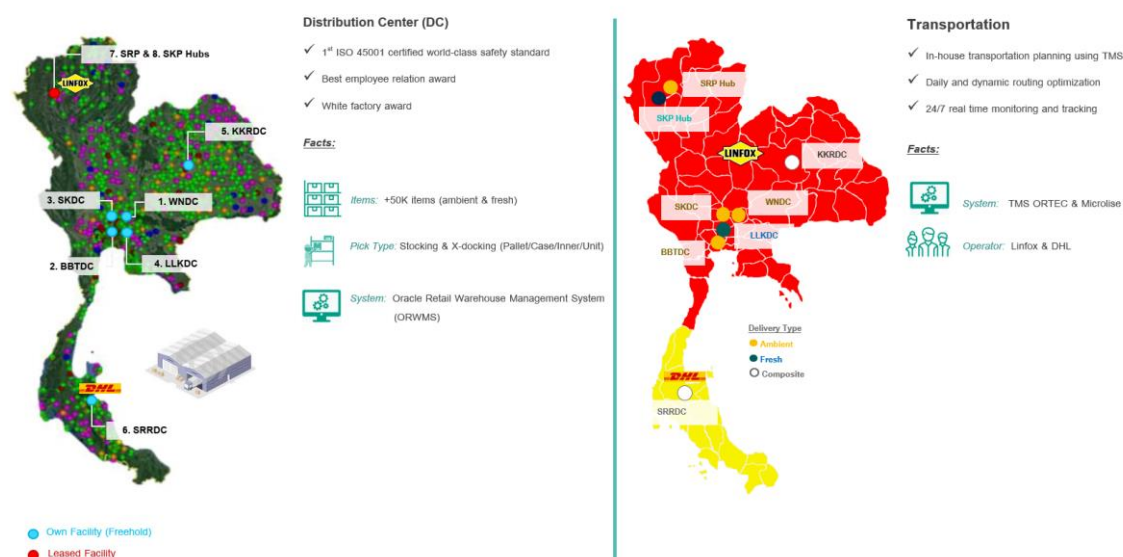 7. SRP & 8. SKP Hubs
LINFOX
5. KKRDC
3. SKDC
1. WNDC
2. BBTDC
4. LLKDC
DHL
6. SRRDC
Own Facility (Freehold)
Leased Facility
Distribution Center (DC)
✓ 1st ISO 45001 certified world-class safety standard
✓ Best employee relation award
✓ White factory award
Facts:
Items: +50K items (ambient & fresh)
Pick Type: Stocking & X-docking (Pallet/Case/Inner/Unit)
System: Oracle Retail Warehouse Management System
(ORWMS)
SRP Hub
SKP Hub
LINFOX
KKRDC
SKDC
WNDC
LLKDC
BBTDC
Delivery Type
Ambient
Fresh
Composite
DHL
SRRDC
Transportation
✓ In-house transportation planning using TMS
✓ Daily and dynamic routing optimization
✓ 24/7 real time monitoring and tracking
Facts:
System: TMS ORTEC & Microlise
Operator: Linfox & DHL